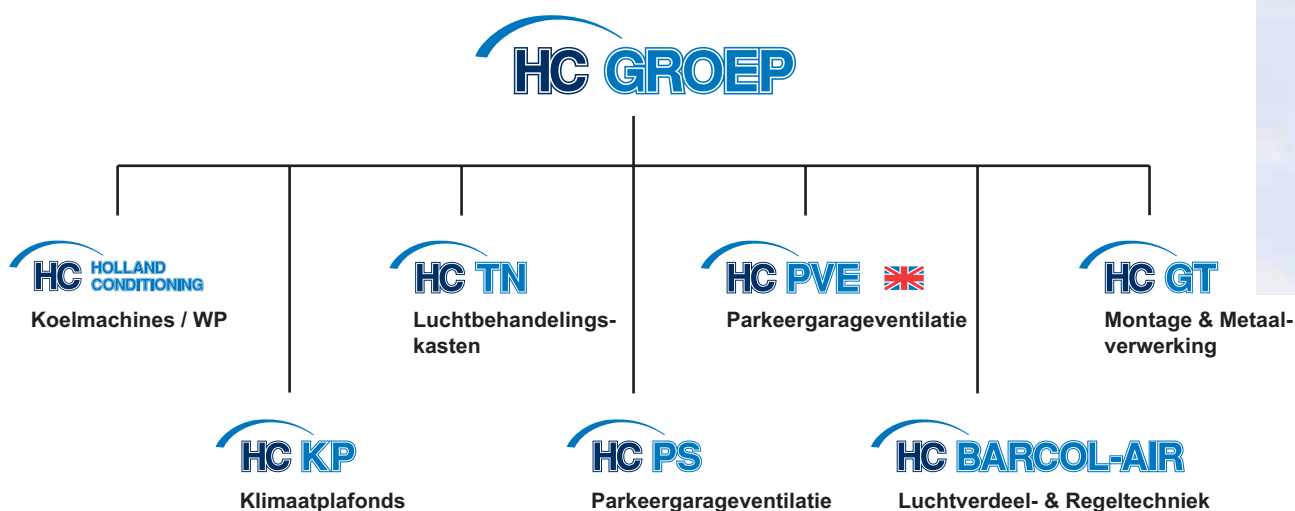 HC GROEP
HC HOLLAND
CONDITIONING
Koelmachines / WP
HC TN
Luchtbehandelings-
kasten
HC PVE
Parkeergarageventilatie
HC GT
Montage & Metaal-
verwerking
HC KP
Klimaatplafonds
HC PS
Parkeergarageventilatie
HC BARCOL-AIR
Luchtverdeel- & Regeltechniek